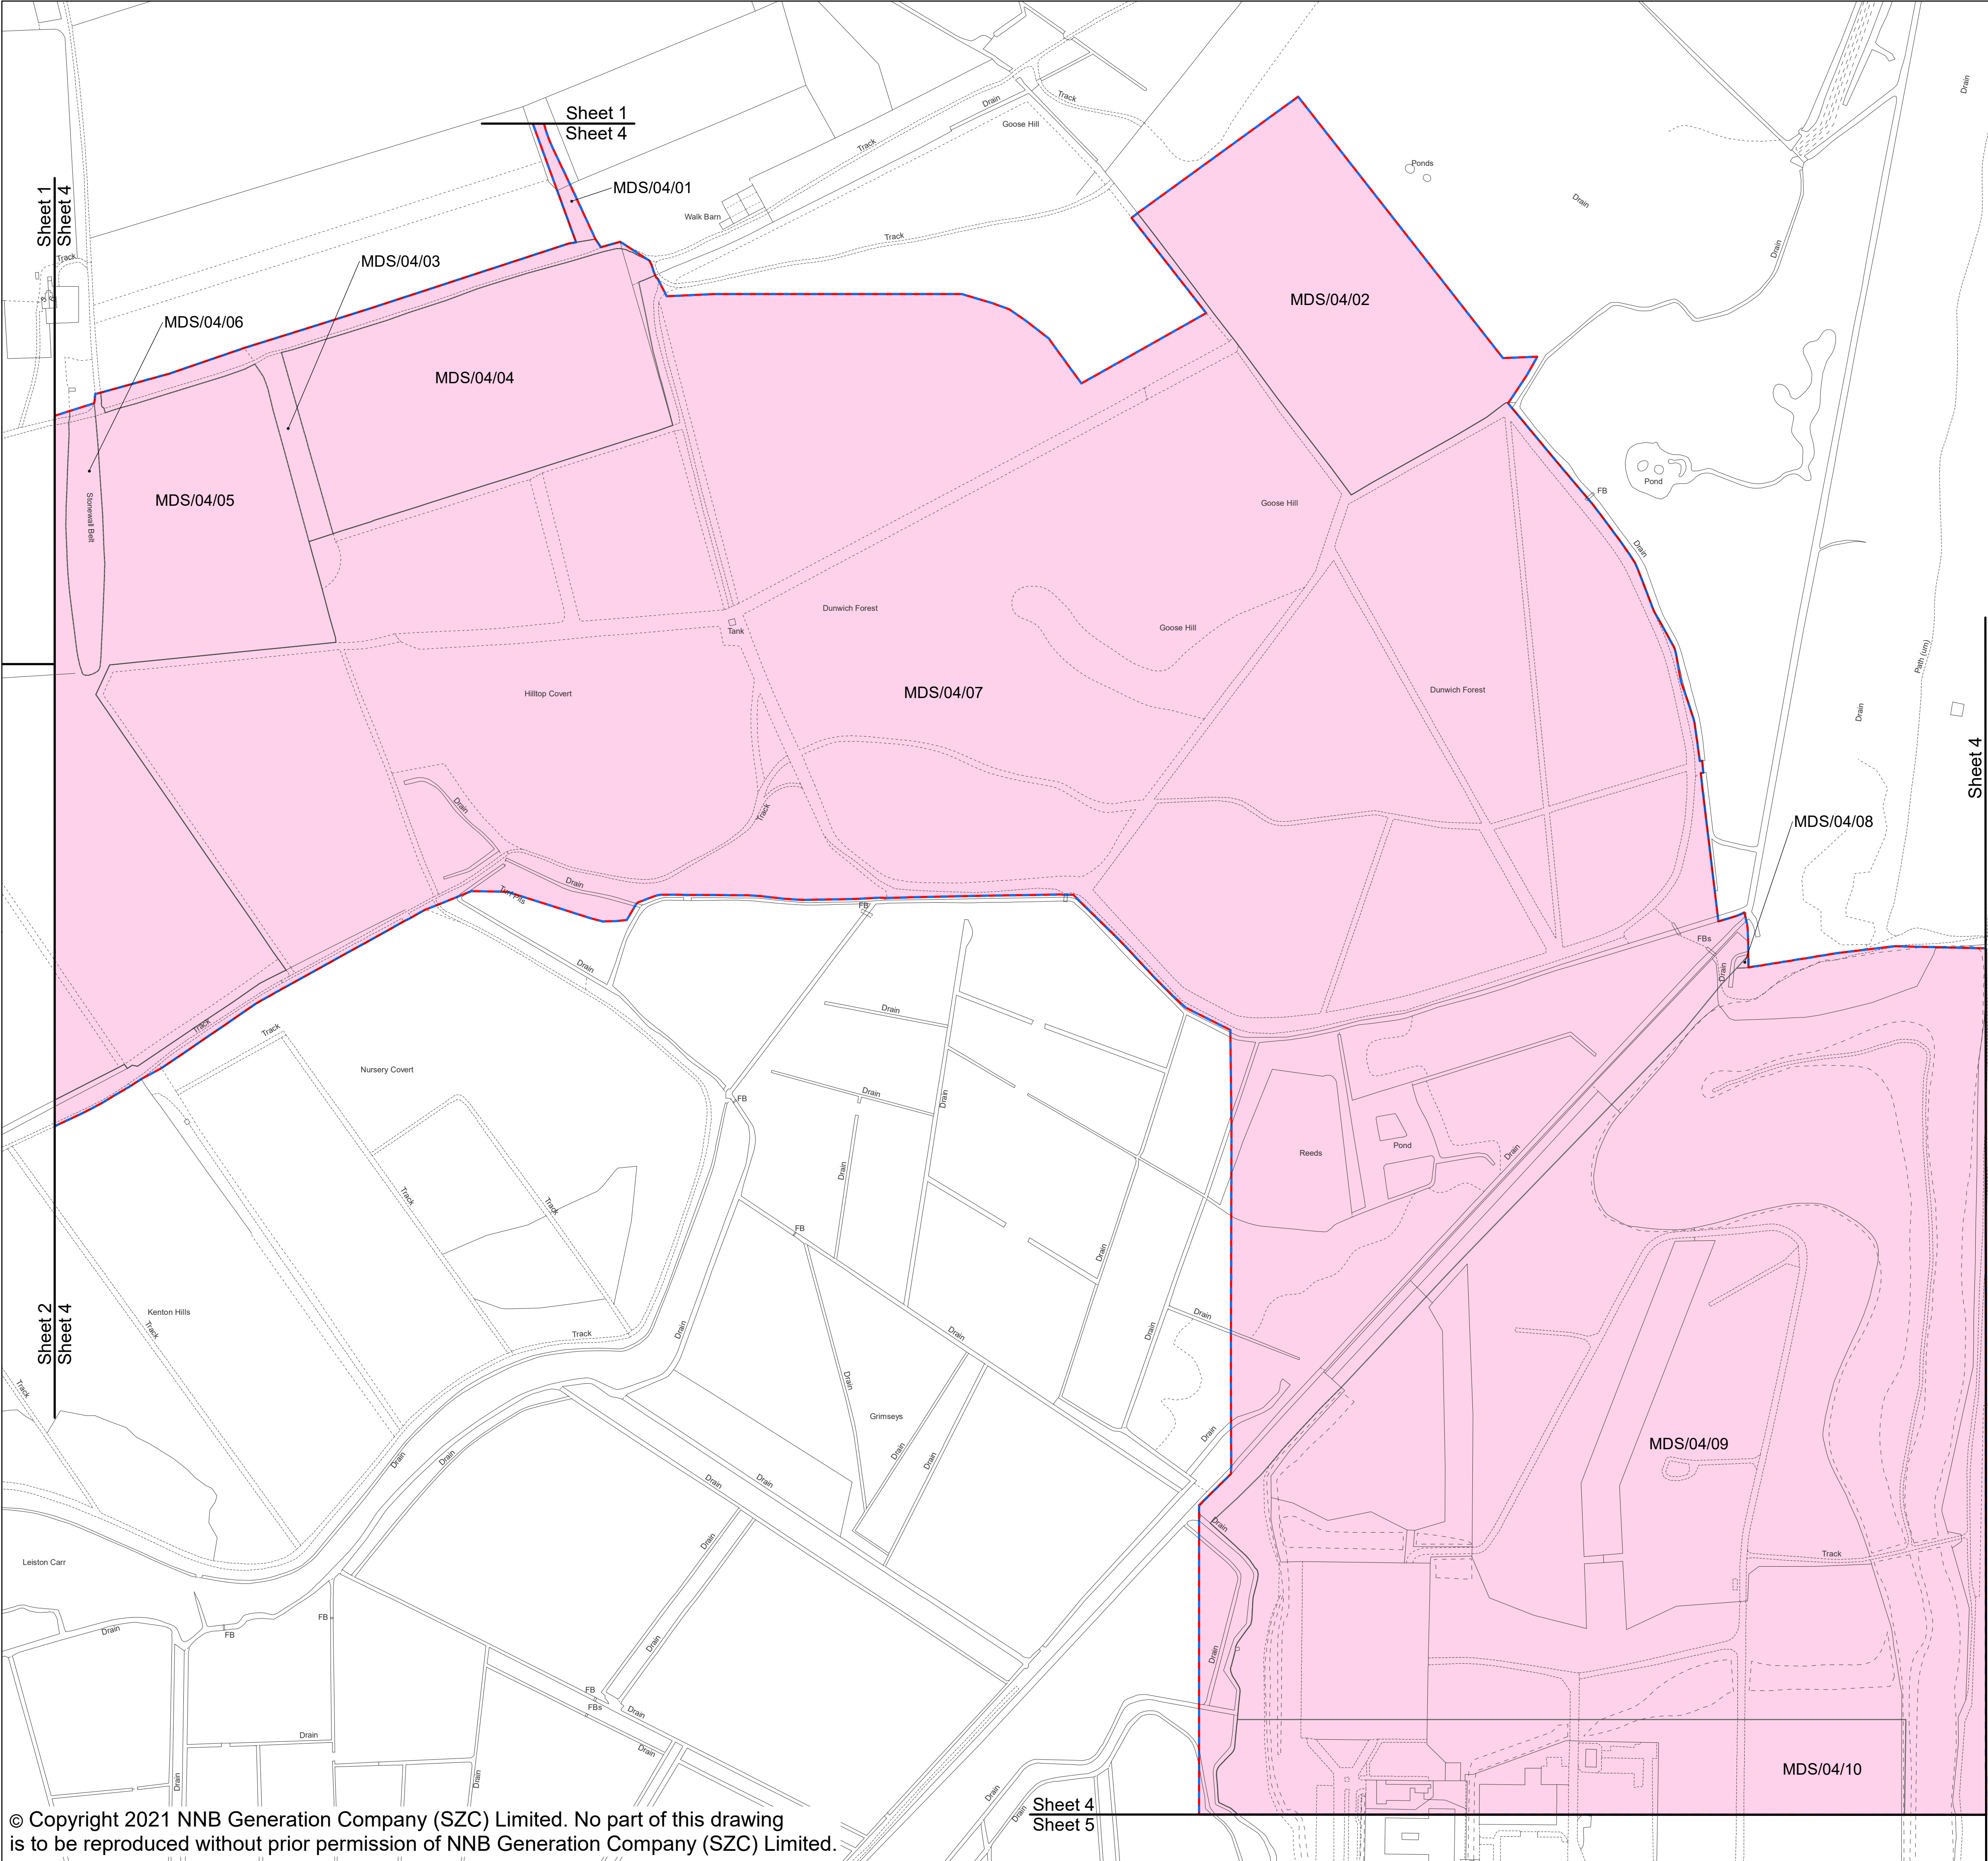 Sheet 1
Sheet 4
Sheet 1
Sheet 4
MDS/04/01
MDS/04/02
MDS/04/03
MDS/04/04
MDS/04/05
MDS/04/06
MDS/04/07
MDS/04/08
MDS/04/09
MDS/04/10
Track
Drain
Goose Hill
Track
Track
Walk Barn
Track
Ponds
Drain
Drain
Drain
Pond
FB
Drain
Stonewall Belt
Goose Hill
Dunwich Forest
Goose Hill
Tank
Hilltop Covert
Dunwich Forest
Path (um)
Drain
Sheet 4
Drain
Track
Drain
Turf Pits
FB
FBs
Drain
Drain
Drain
Track
Track
Nursery Covert
Drain
Drain
FB
Drain
Reeds
Pond
Drain
Track
Track
FB
Drain
Drain
Drain
Drain
Sheet 2
Sheet 4
Kenton Hills
Track
Track
Track
Drain
Drain
Drain
Grimseys
Drain
Drain
Drain
Drain
Drain
Drain
Drain
MDS/04/09
Leiston Carr
Drain
Drain
Track
FB
FB
Drain
Drain
Drain
FB
FBs
Drain
Drain
Drain
Drain
Drain
Drain
Drain
Sheet 4
Sheet 5
© Copyright 2021 NNB Generation Company (SZC) Limited. No part of this drawing
is to be reproduced without prior permission of NNB Generation Company (SZC) Limited.